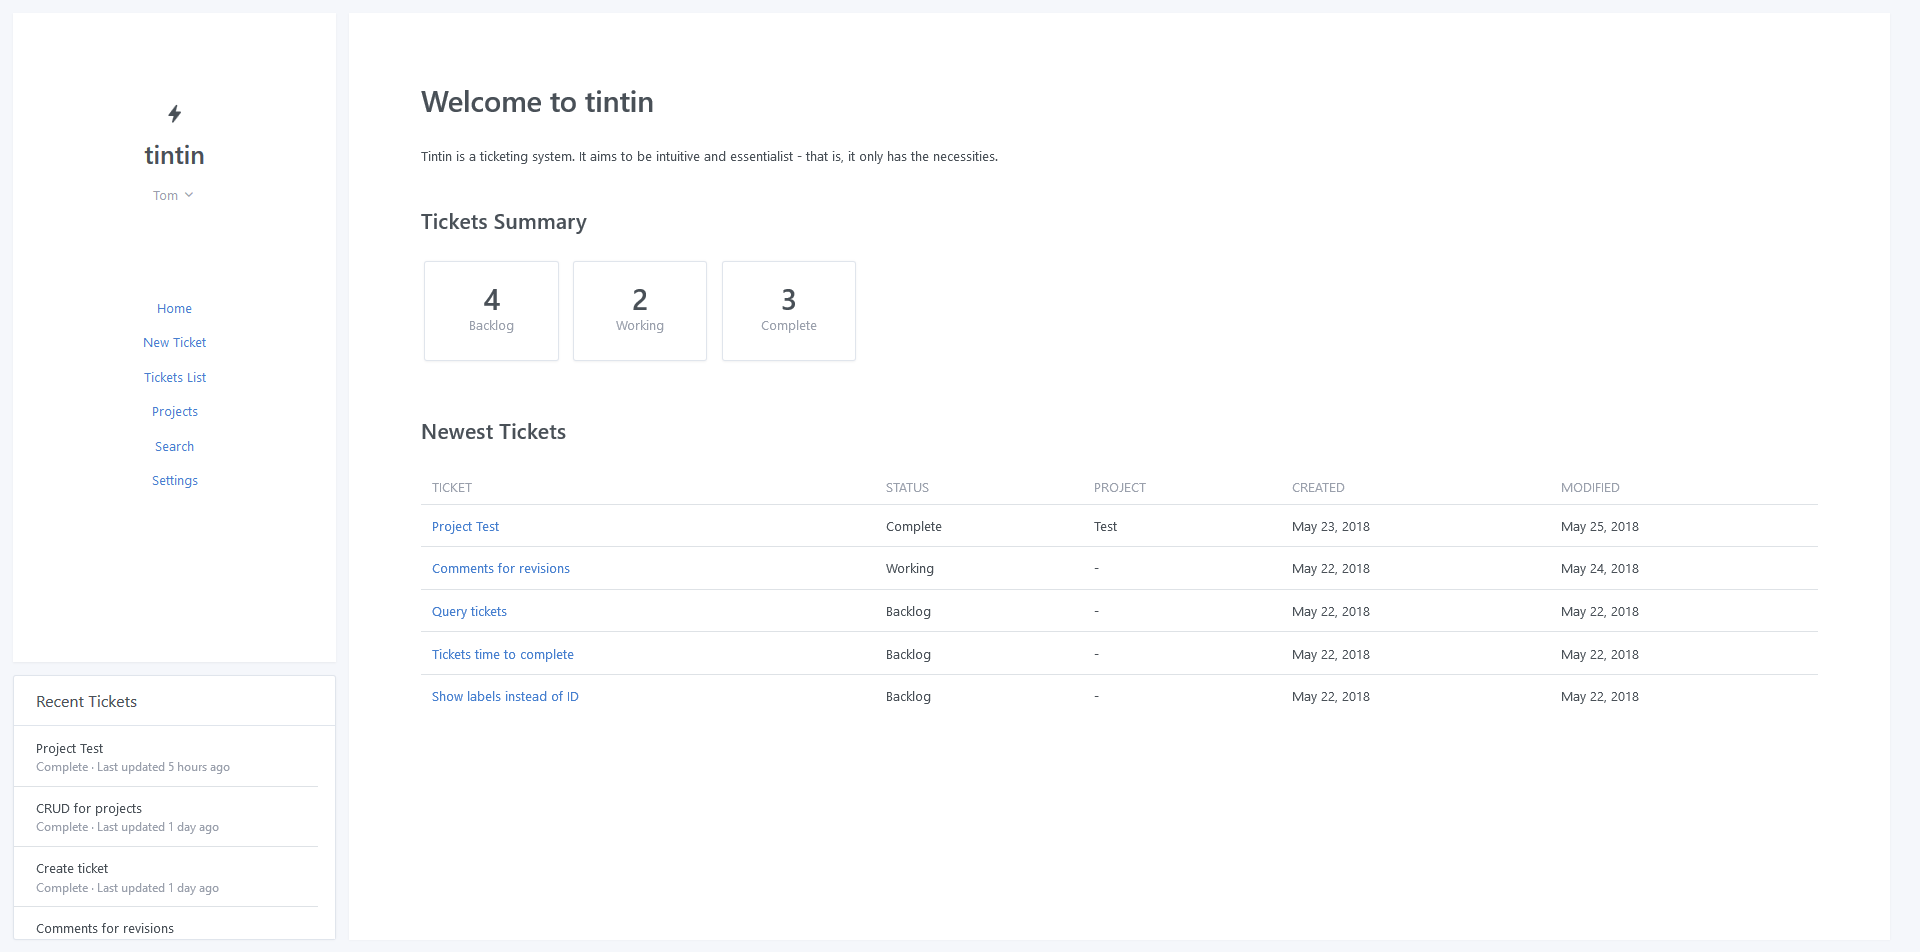 tintin
Tom
Home
New Ticket
Tickets List
Projects
Search
Settings
Recent Tickets
Project Test
Complete · Last updated 5 hours ago
CRUD for projects
Complete · Last updated 1 day ago
Create ticket
Complete · Last updated 1 day ago
Comments for revisions
Welcome to tintin
Tintin is a ticketing system. It aims to be intuitive and essentialist - that is, it only has the necessities.
Tickets Summary
4 2 3
Backlog Working Complete
Newest Tickets
TICKET STATUS PROJECT CREATED MODIFIED
Project Test Complete Test May 23, 2018 May 25, 2018
Comments for revisions Working - May 22, 2018 May 24, 2018
Query tickets Backlog - May 22, 2018 May 22, 2018
Tickets time to complete Backlog - May 22, 2018 May 22, 2018
Show labels instead of ID Backlog - May 22, 2018 May 22, 2018